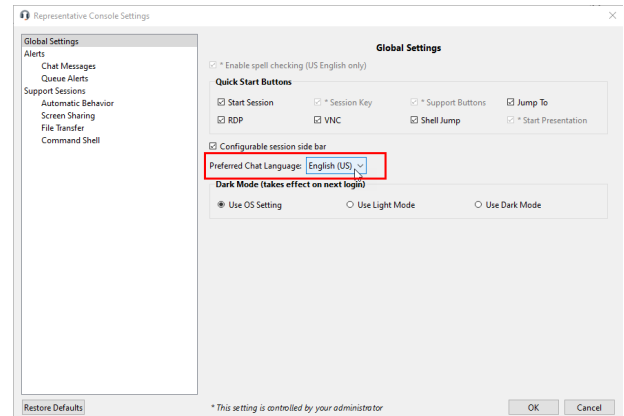 Representative Console Settings
Global Settings
Alerts
Chat Messages
Queue Alerts
Support Sessions
Automatic Behavior
Screen Sharing
File Transfer
Command Shell
Global Settings
* Enable spell checking (US English only)
Quick Start Buttons
Start Session * Session Key * Support Buttons Jump To
RDP VNC Shell Jump * Start Presentation
Configurable session side bar
Preferred Chat Language: English (US)
Dark Mode (takes effect on next login)
Use OS Setting Use Light Mode Use Dark Mode
Restore Defaults * This setting is controlled by your administrator OK Cancel